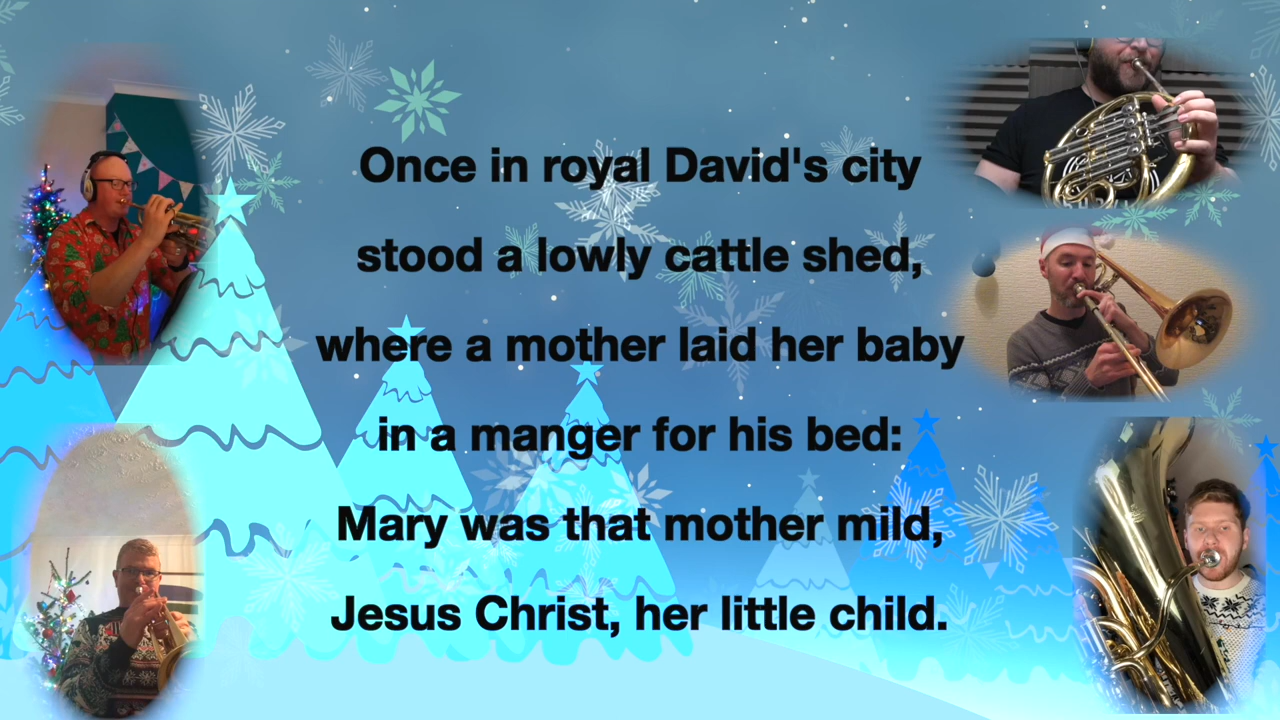 Once in royal David's city
stood a lowly cattle shed,
where a mother laid her baby
in a manger for his bed:
Mary was that mother mild,
Jesus Christ, her little child.